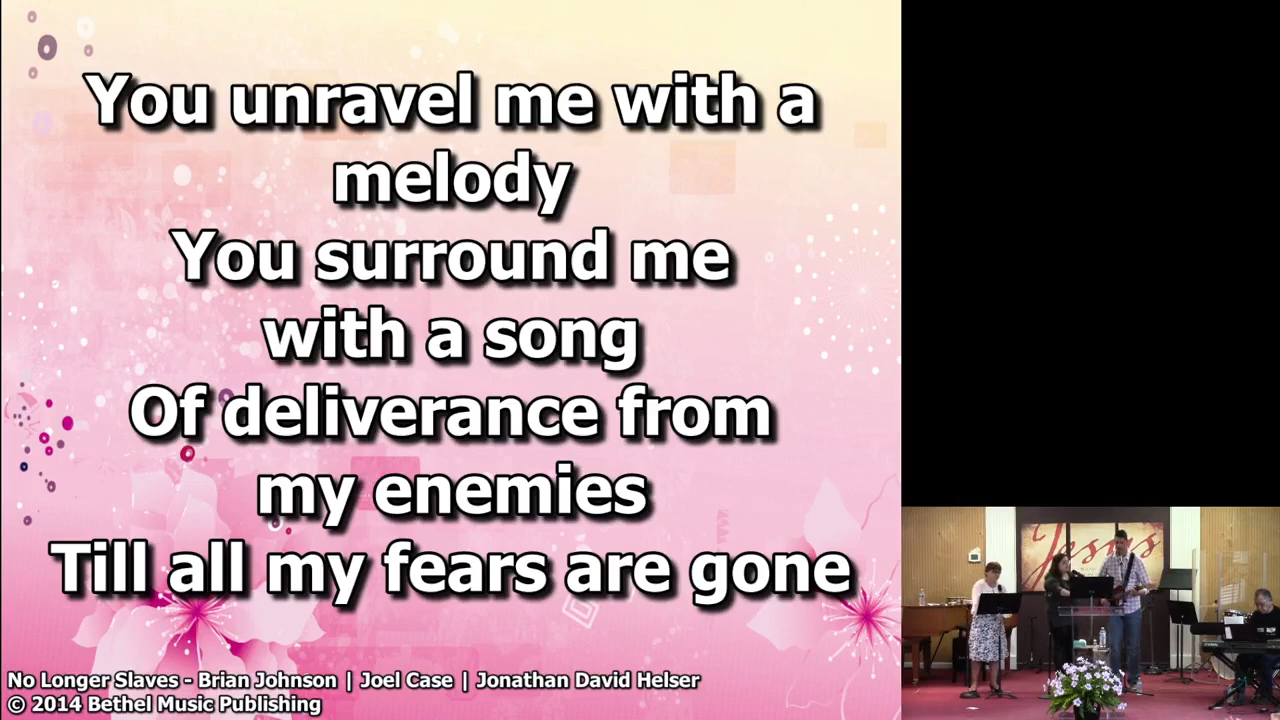 You unravel me with a
melody
You surround me
with a song
Of deliverance from
my enemies
Till all my fears are gone
No Longer Slaves - Brian Johnson | Joel Case | Jonathan David Helser
© 2014 Bethel Music Publishing
Jesus